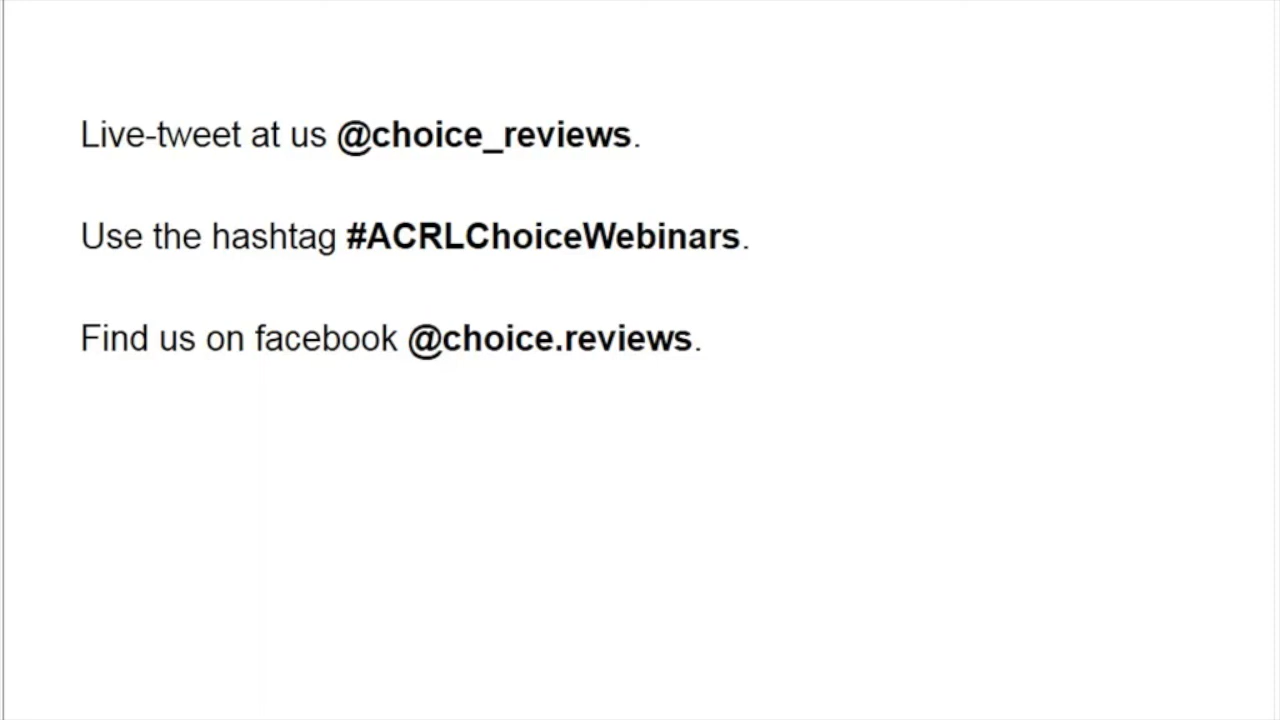 Live-tweet at us @choice_reviews.
Use the hashtag #ACRLChoiceWebinars.
Find us on facebook @choice.reviews.